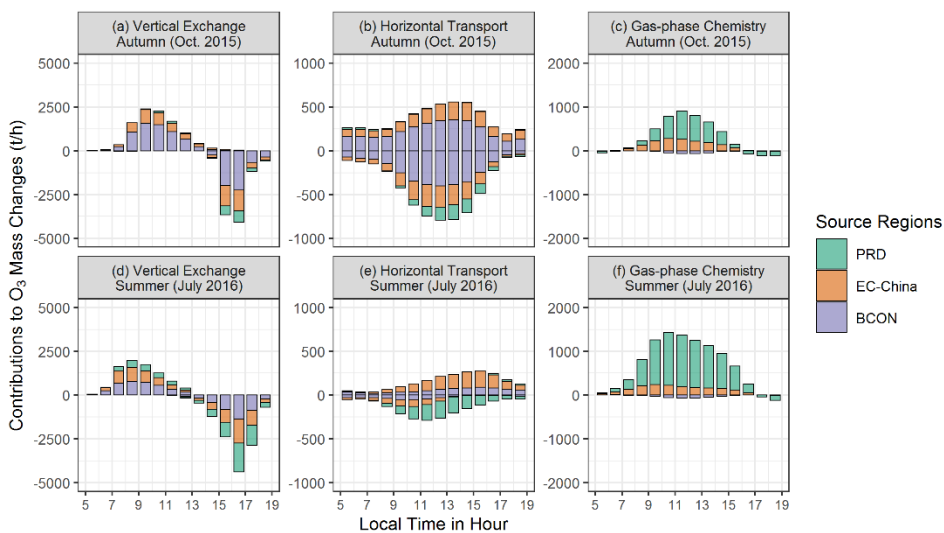 (a) Vertical Exchange
Autumn (Oct. 2015)
(b) Horizontal Transport
Autumn (Oct. 2015)
(c) Gas-phase Chemistry
Autumn (Oct. 2015)
5000
2500
0
2500
5000
1000
500
0
500
-1000
2000
1000
0
-1000
-2000
(d) Vertical Exchange
Summer (July 2016)
(e) Horizontal Transport
Summer (July 2016)
(f) Gas-phase Chemistry
Summer (July 2016)
5000
2500
0
-2500
-5000
1000
500
0
-500
-1000
2000
1000
0
-1000
-2000
5 7 9 11 13 15 17 19
5 7 9 11 13 15 17 19
5 7 9 11 13 15 17 19
Contributions to O3 Mass Changes (t/h)
Local Time in Hour
Source Regions
PRD
EC-China
BCON